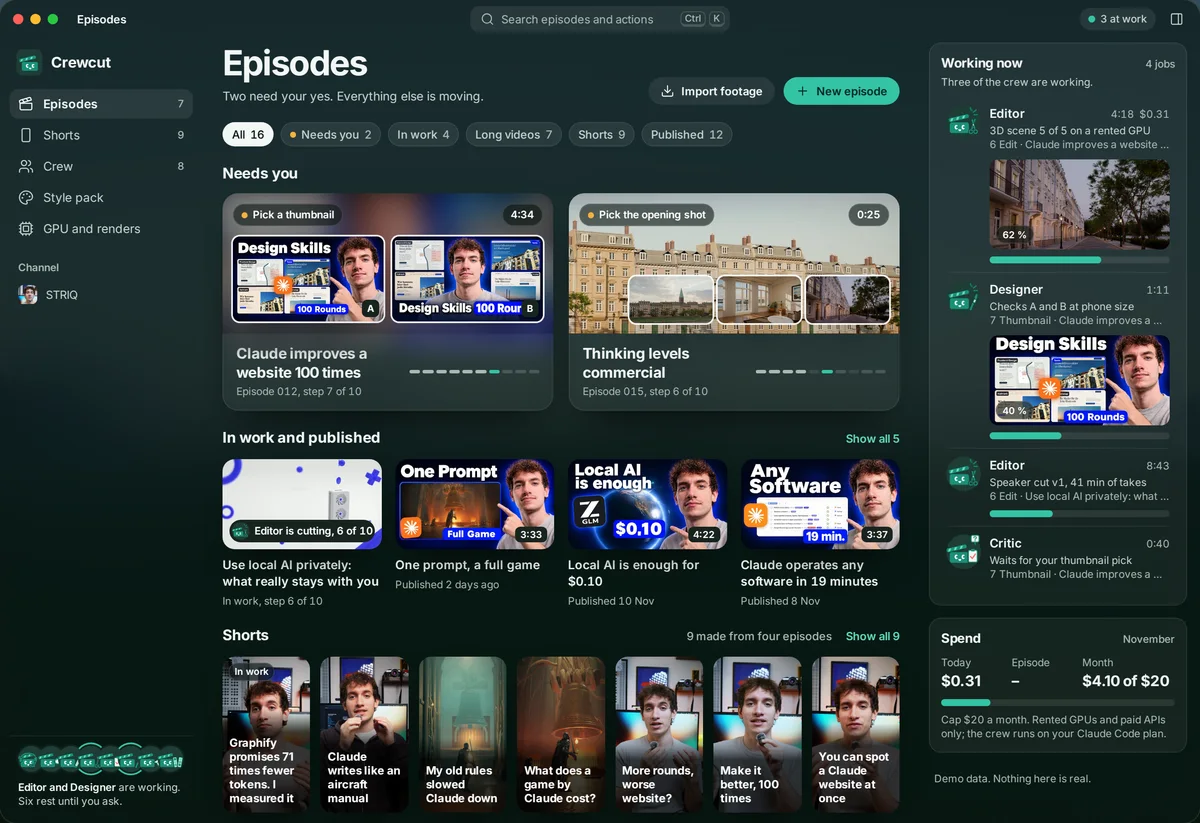 Episodes
Search episodes and actions
Ctrl K
3 at work
Crewcut
Episodes 7
Shorts 9
Crew 8
Style pack
GPU and renders
Channel
STRIQ
Editor and Designer are working.
Six rest until you ask.
Episodes
Two need your yes. Everything else is moving.
Import footage
New episode
All 16
Needs you 2
In work 4
Long videos 7
Shorts 9
Published 12
Needs you
Pick a thumbnail
4:34
Design Skills
100 Rounds
A
Design Skills 100 Roun
B
Claude improves a
website 100 times
Episode 012, step 7 of 10
Pick the opening shot
0:25
Thinking levels
commercial
Episode 015, step 6 of 10
In work and published
Show all 5
Editor is cutting, 6 of 10
Use local AI privately:
what really stays with you
In work, step 6 of 10
One Prompt
Full Game
3:33
One prompt, a full game
Published 2 days ago
Local AI
is enough
Z
GLM
$0.10
4:22
Local AI is enough for
$0.10
Published 10 Nov
Any
Software
19 min.
3:37
Claude operates any
software in 19 minutes
Published 8 Nov
Shorts
9 made from four episodes
Show all 9
In work
Graphify
promises 71
times fewer
tokens. I
measured it
Claude
writes like an
aircraft
manual
My old rules
slowed
Claude down
What does a
game by
Claude cost?
More rounds,
worse
website?
Make it
better, 100
times
You can spot
a Claude
website at
once
Working now
4 jobs
Three of the crew are working.
Editor
4:18 $0.31
3D scene 5 of 5 on a rented GPU
6 Edit · Claude improves a website ...
62 %
Designer
1:11
Checks A and B at phone size
7 Thumbnail · Claude improves a ...
Design Skills
100 Rounds
40 %
Editor
8:43
Speaker cut v1, 41 min of takes
6 Edit · Use local AI privately: what ...
Critic
0:40
Waits for your thumbnail pick
7 Thumbnail · Claude improves a ...
Spend
November
Today
Episode
Month
$0.31
–
$4.10 of $20
Cap $20 a month. Rented GPUs and paid APIs
only; the crew runs on your Claude Code plan.
Demo data. Nothing here is real.